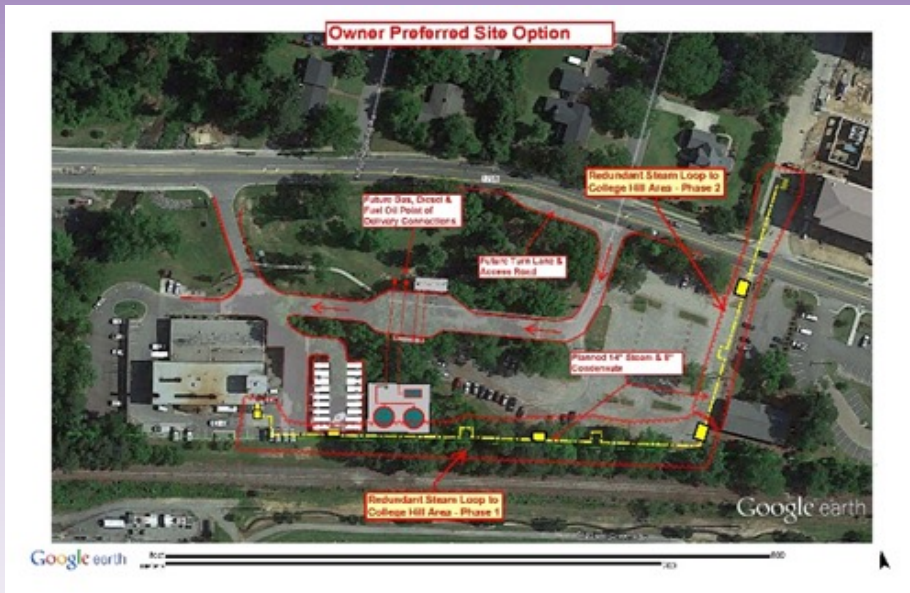 Owner Preferred Site Option
Redundant Steam Loop to
College Hill Area - Phase 2
Future Gas, Diesel &
Fuel Oil Point of
Delivery Connections
Future Turn Lane &
Access Road
Planned 14" Steam & 8"
Condensate
Redundant Steam Loop to
College Hill Area - Phase 1
Google earth
Google earth
feet
meters